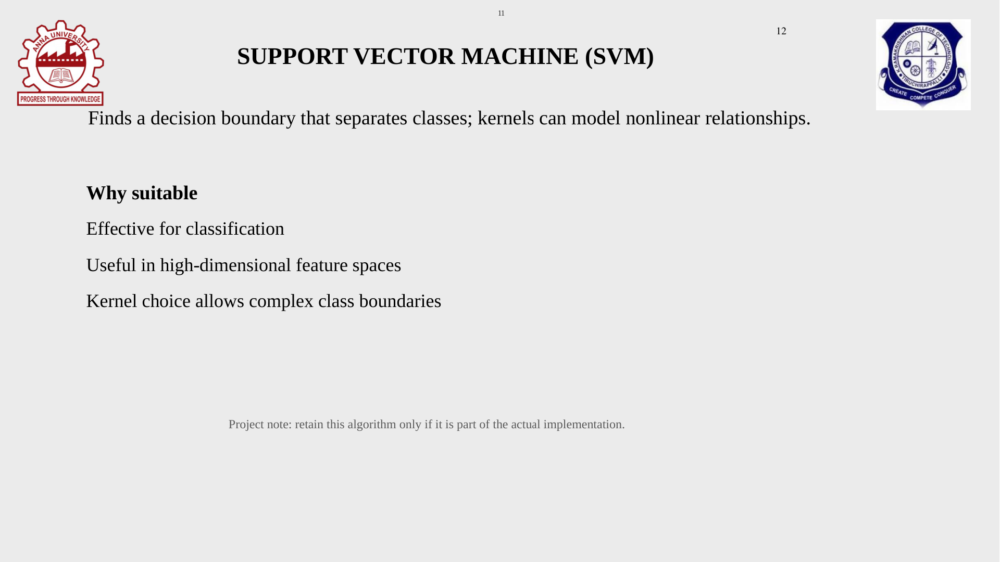 11
12
ANNA UNIVERSITY
PROGRESS THROUGH KNOWLEDGE
SUPPORT VECTOR MACHINE (SVM)
K.RAMAKRISHNAN COLLEGE OF TECHNOLOGY
TIRUCHIRAPPALLI
CREATE COMPETE CONQUER
Finds a decision boundary that separates classes; kernels can model nonlinear relationships.
Why suitable
Effective for classification
Useful in high-dimensional feature spaces
Kernel choice allows complex class boundaries
Project note: retain this algorithm only if it is part of the actual implementation.